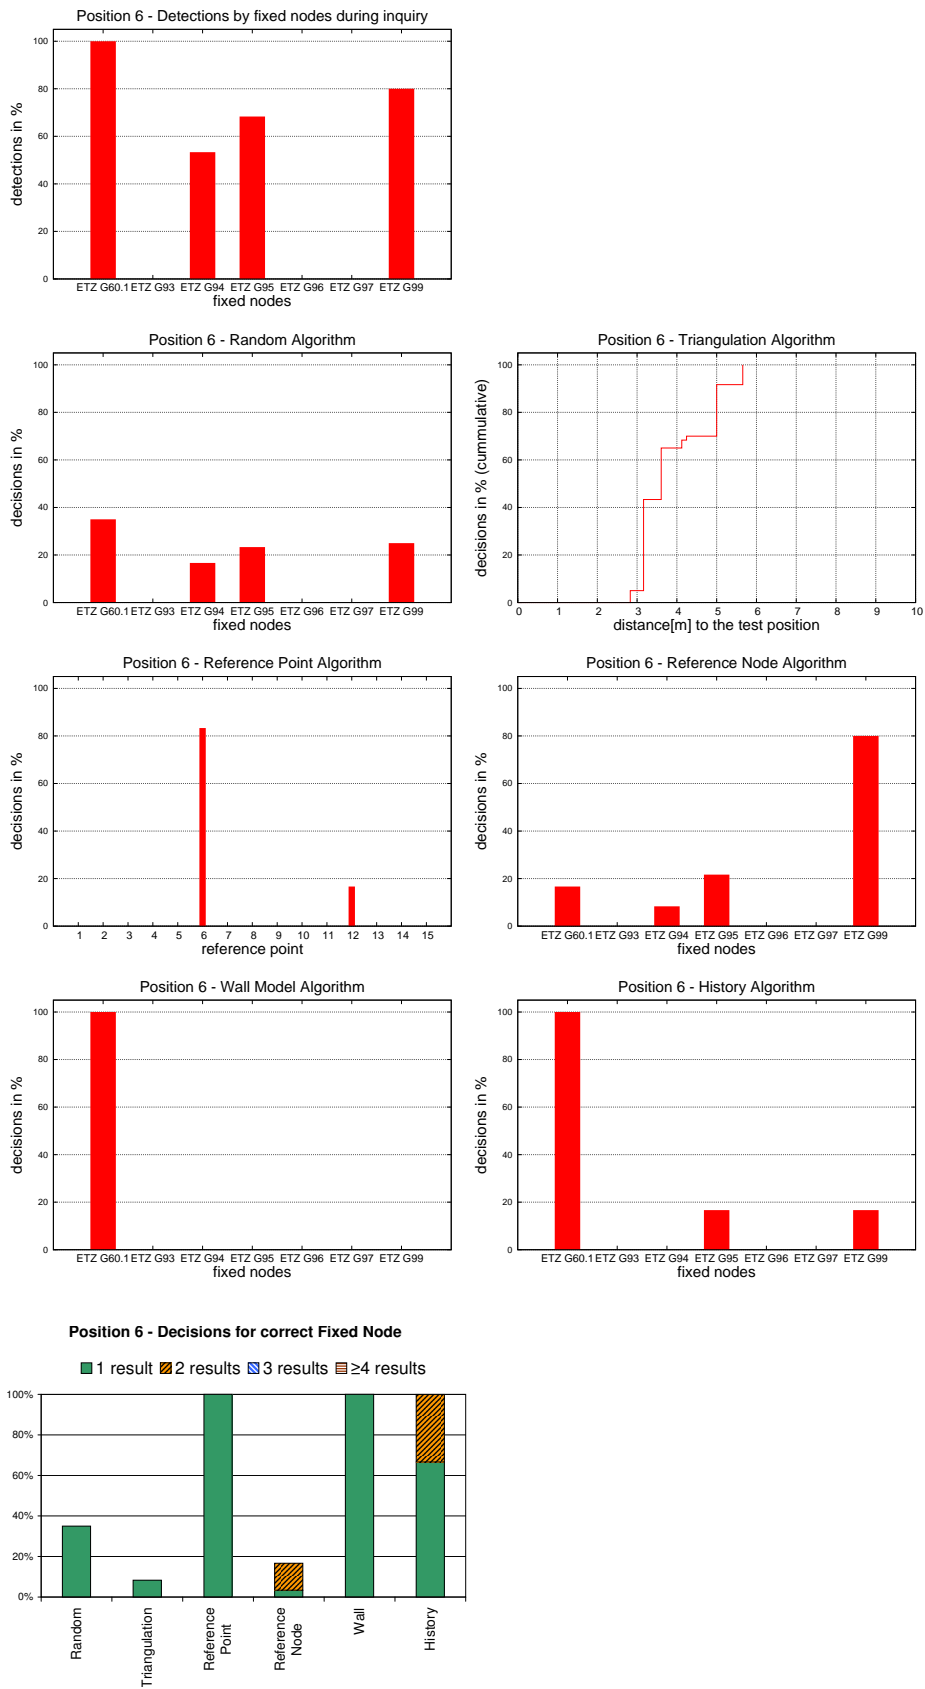 Position 6 - Detections by fixed nodes during inquiry
detections in %
100
80
60
40
20
0
ETZ G60.1 ETZ G93 ETZ G94 ETZ G95 ETZ G96 ETZ G97 ETZ G99
fixed nodes
Position 6 - Random Algorithm
decisions in %
100
80
60
40
20
0
ETZ G60.1 ETZ G93 ETZ G94 ETZ G95 ETZ G96 ETZ G97 ETZ G99
fixed nodes
Position 6 - Triangulation Algorithm
decisions in % (cummulative)
100
80
60
40
20
0
0 1 2 3 4 5 6 7 8 9 10
distance[m] to the test position
Position 6 - Reference Point Algorithm
decisions in %
100
80
60
40
20
0
1 2 3 4 5 6 7 8 9 10 11 12 13 14 15
reference point
Position 6 - Reference Node Algorithm
decisions in %
100
80
60
40
20
0
ETZ G60.1 ETZ G93 ETZ G94 ETZ G95 ETZ G96 ETZ G97 ETZ G99
fixed nodes
Position 6 - Wall Model Algorithm
decisions in %
100
80
60
40
20
0
ETZ G60.1 ETZ G93 ETZ G94 ETZ G95 ETZ G96 ETZ G97 ETZ G99
fixed nodes
Position 6 - History Algorithm
decisions in %
100
80
60
40
20
0
ETZ G60.1 ETZ G93 ETZ G94 ETZ G95 ETZ G96 ETZ G97 ETZ G99
fixed nodes
Position 6 - Decisions for correct Fixed Node
1 result 2 results 3 results ≥4 results
100%
80%
60%
40%
20%
0%
Random
Triangulation
Reference
Point
Reference
Node
Wall
History